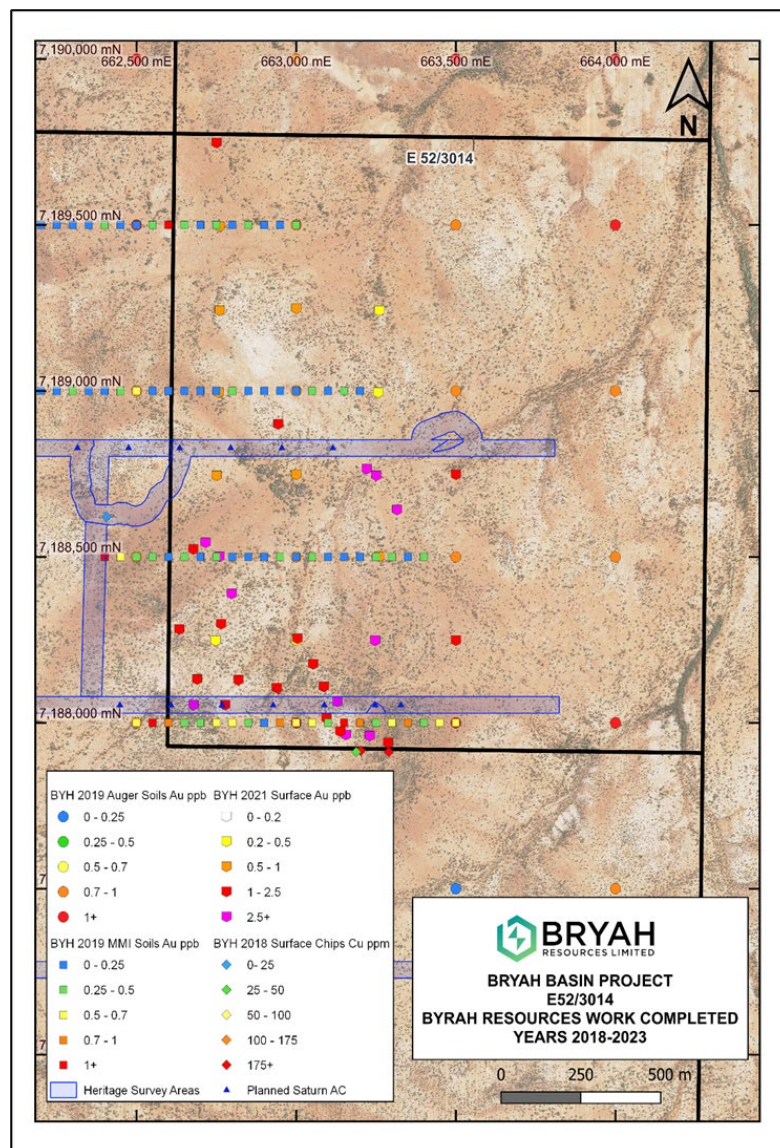 7,190,000 mN
662,500 mE
663,000 mE
663,500 mE
664,000 mE
N
E 52/3014
7,189,500 mN
7,189,000 mN
7,188,500 mN
7,188,000 mN
BYH 2019 Auger Soils Au ppb
0 - 0.25
0.25 - 0.5
0.5 - 0.7
0.7 - 1
1+
BYH 2021 Surface Au ppb
0 - 0.2
0.2 - 0.5
0.5 - 1
1 - 2.5
2.5+
BYH 2019 MMI Soils Au ppb
0 - 0.25
0.25 - 0.5
0.5 - 0.7
0.7 - 1
1+
BYH 2018 Surface Chips Cu ppm
0- 25
25 - 50
50 - 100
100 - 175
175+
Heritage Survey Areas
Planned Saturn AC
BRYAH
RESOURCES LIMITED
BRYAH BASIN PROJECT
E52/3014
BYRAH RESOURCES WORK COMPLETED
YEARS 2018-2023
0 250 500 m